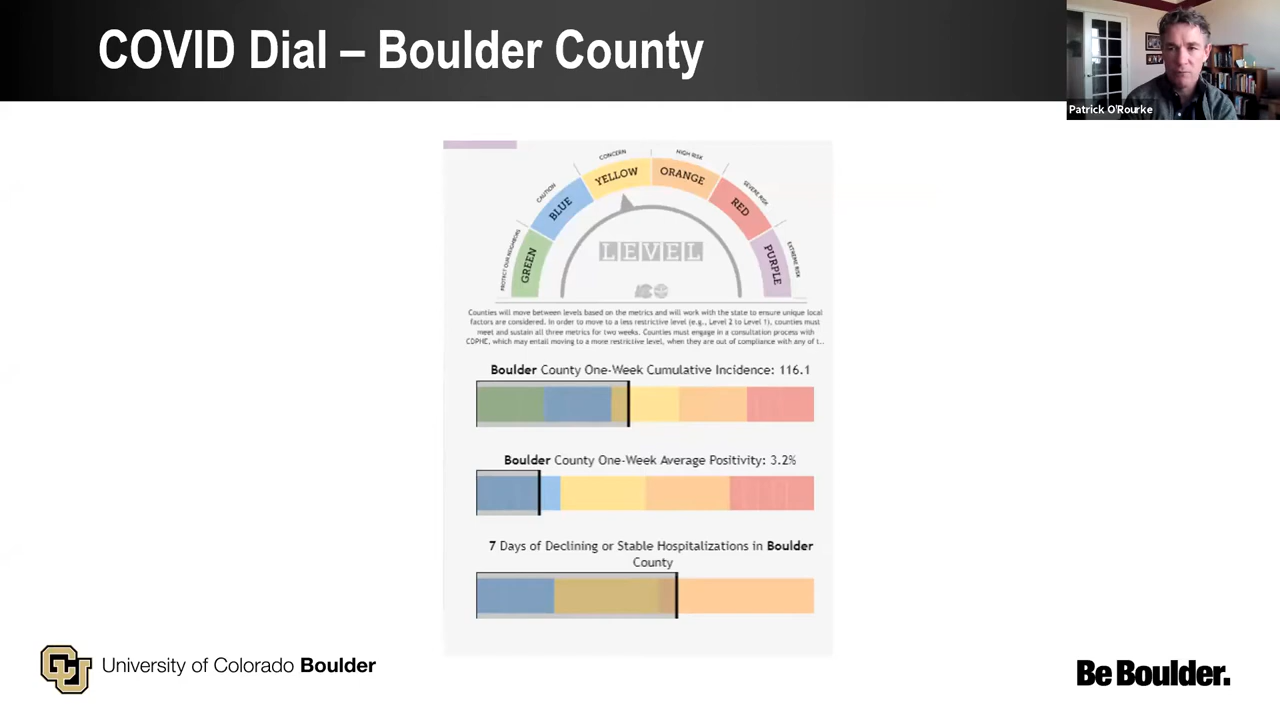 COVID Dial – Boulder County
Patrick O'Rourke
PROTECT OUR NEIGHBORS
CAUTION
CONCERN
HIGH RISK
SEVERE RISK
EXTREME RISK
GREEN
BLUE
YELLOW
ORANGE
RED
PURPLE
LEVEL
Counties will move between levels based on the metrics and will work with the state to ensure unique local
factors are considered. In order to move to a less restrictive level (e.g., Level 2 to Level 1), counties must
meet and sustain all three metrics for two weeks. Counties must engage in a consultation process with
CDPHE, which may entail moving to a more restrictive level, when they are out of compliance with any of t..
Boulder County One-Week Cumulative Incidence: 116.1
Boulder County One-Week Average Positivity: 3.2%
7 Days of Declining or Stable Hospitalizations in Boulder
County
CU University of Colorado Boulder
Be Boulder.